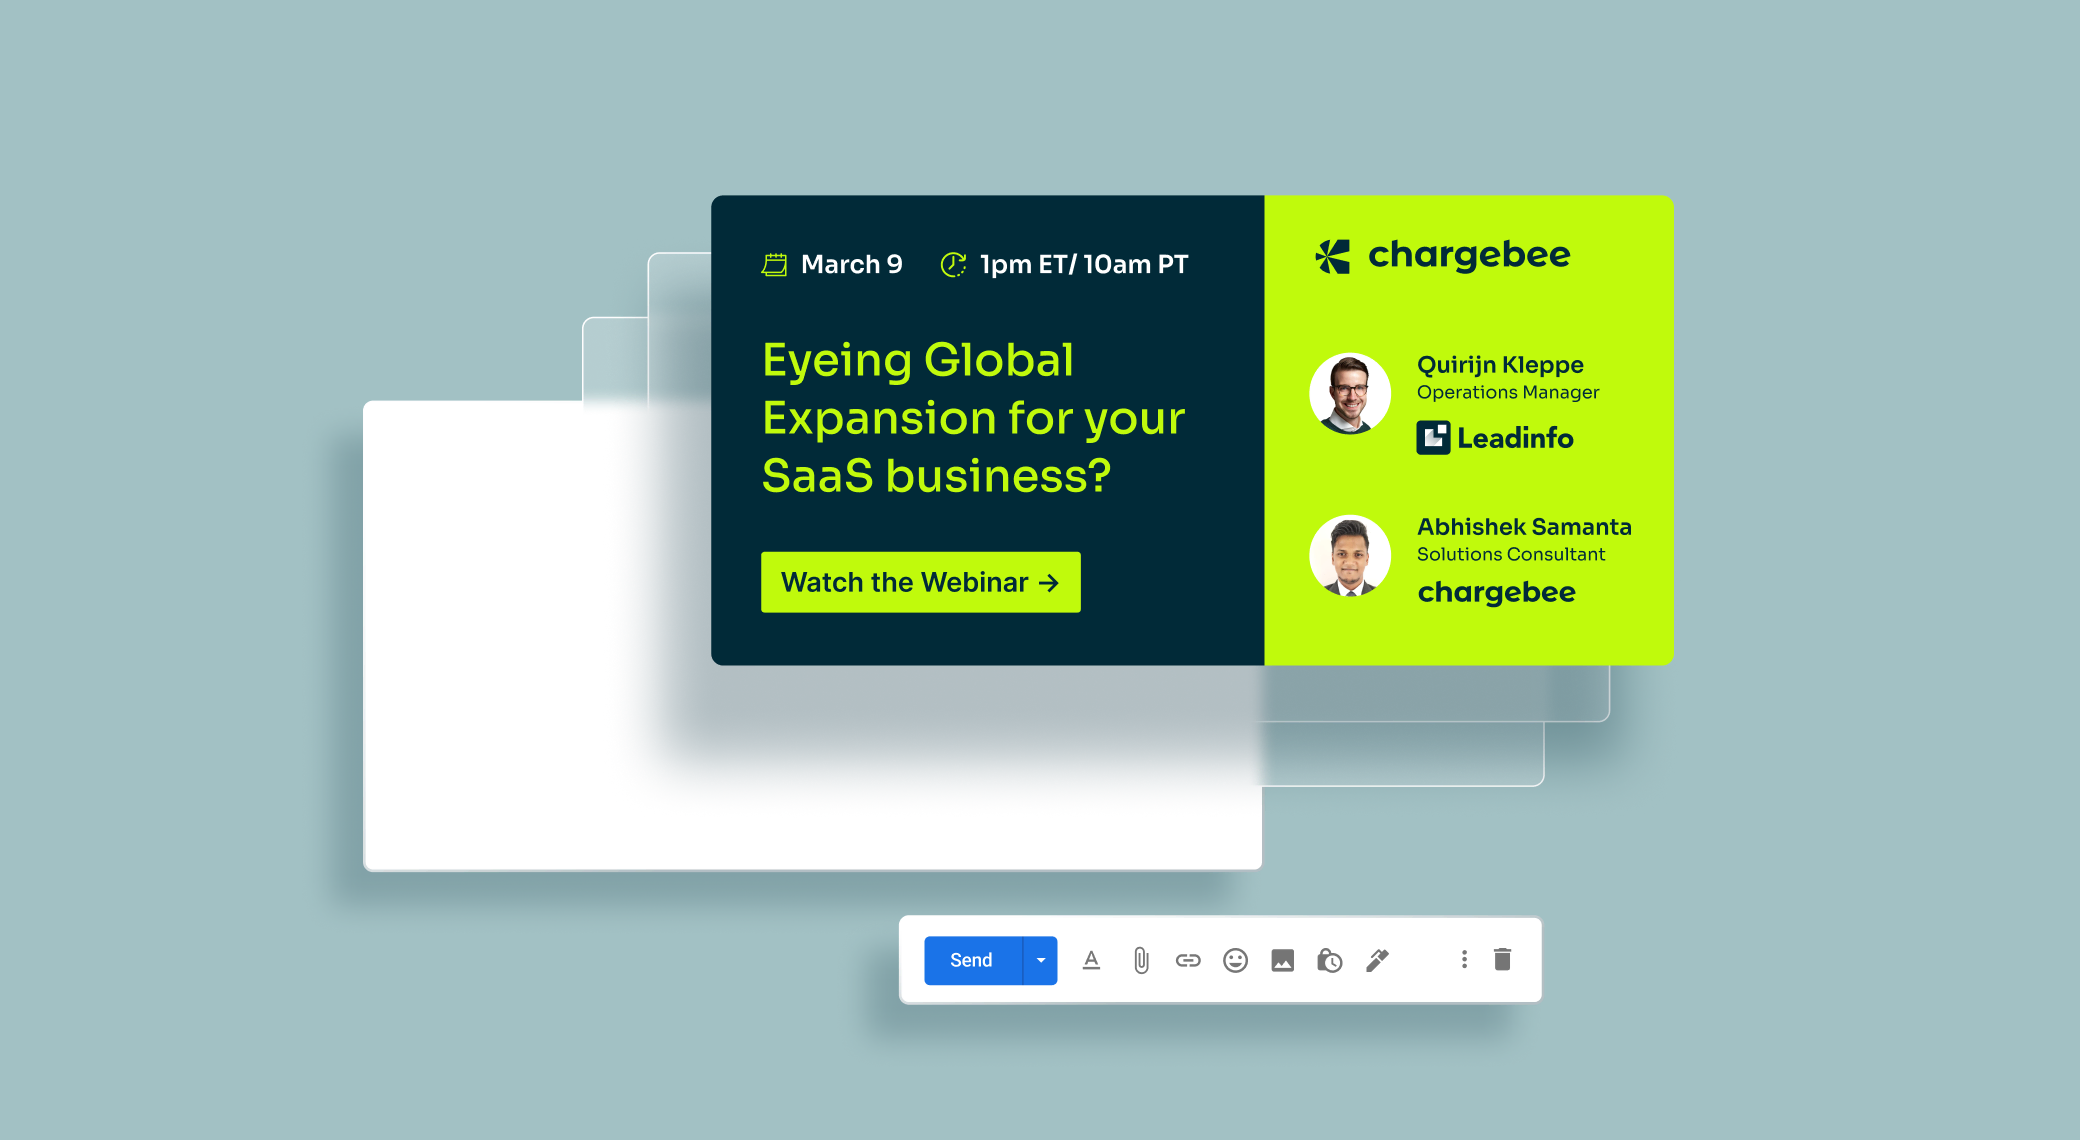 March 9
1pm ET/ 10am PT
Eyeing Global
Expansion for your
SaaS business?
Watch the Webinar →
chargebee
Quirijn Kleppe
Operations Manager
Leadinfo
Abhishek Samanta
Solutions Consultant
chargebee
Send